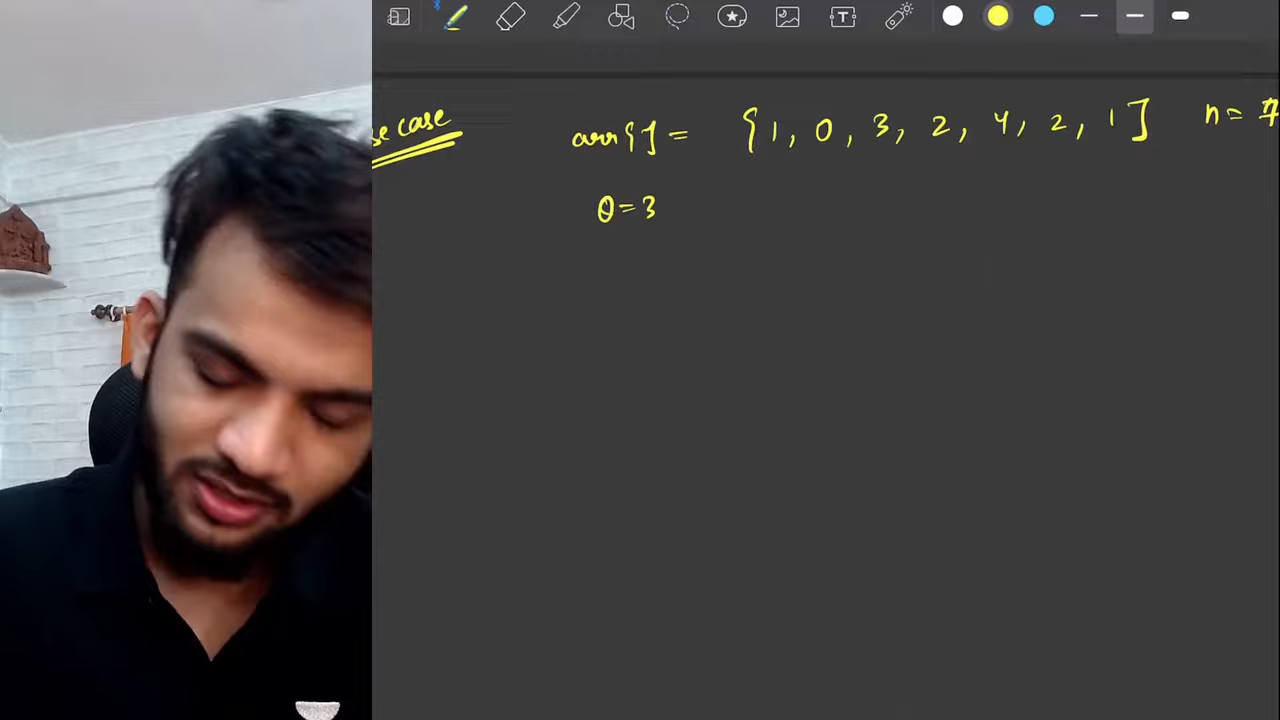 se case
arr[] = {1, 0, 3, 2, 4, 2, 1] n = 7
Q=3